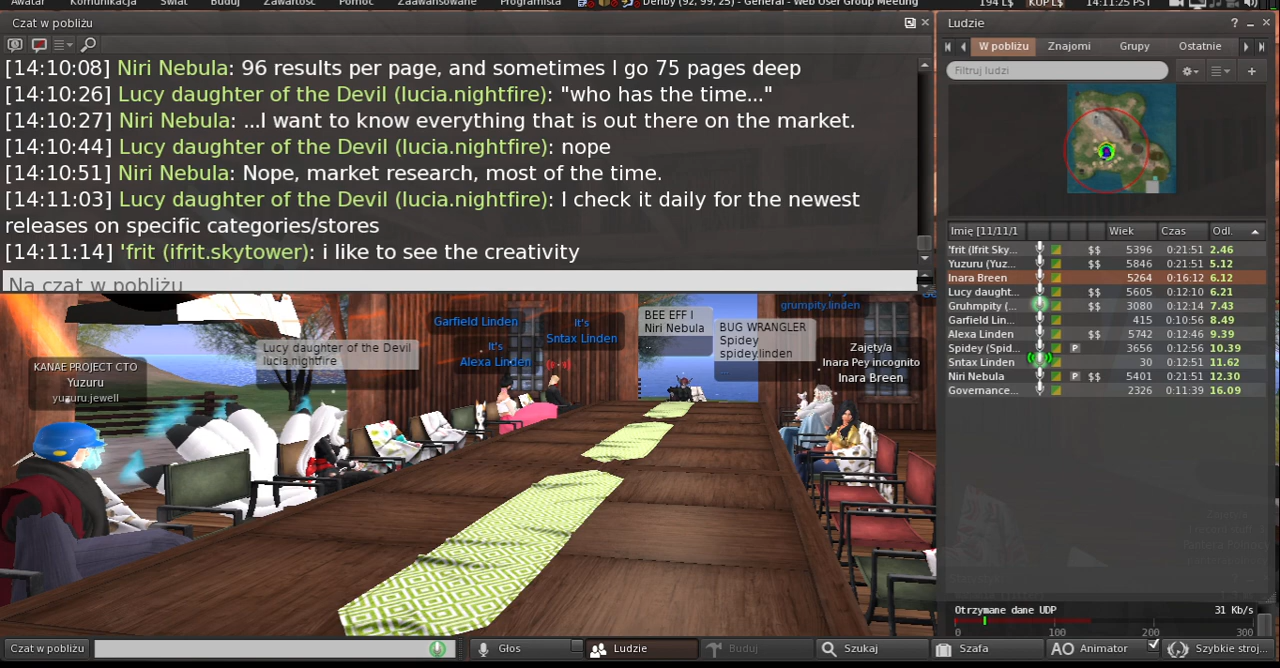 Awatar Komunikacja Świat Buduj Zawartość Pomoc Zaawansowane Programista Denby (92, 99, 25) - General - Web User Group Meeting 194 L$ KUP L$ 14:11:25 PST
Czat w pobliżu
[14:10:08] Niri Nebula: 96 results per page, and sometimes I go 75 pages deep
[14:10:26] Lucy daughter of the Devil (lucia.nightfire): "who has the time..."
[14:10:27] Niri Nebula: ...I want to know everything that is out there on the market.
[14:10:44] Lucy daughter of the Devil (lucia.nightfire): nope
[14:10:51] Niri Nebula: Nope, market research, most of the time.
[14:11:03] Lucy daughter of the Devil (lucia.nightfire): I check it daily for the newest
releases on specific categories/stores
[14:11:14] 'frit (ifrit.skytower): i like to see the creativity
Na czat w pobliżu
KANAE PROJECT CTO
Yuzuru
yuzuru.jewell
Lucy daughter of the Devil
lucia.nightfire
Garfield Linden
It's
Alexa Linden
It's
Sntax Linden
BEE EFF I
Niri Nebula
..
BUG WRANGLER
Spidey
spidey.linden
grumpity.linden
Zajęty/a
Inara Pey incognito
Inara Breen
Ludzie
W pobliżu Znajomi Grupy Ostatnie
Filtruj ludzi
Imię [11/11/1 Wiek Czas Odl.
'frit (Ifrit Sky... $$ 5396 0:21:51 2.46
Yuzuru (Yuz... $$ 5846 0:21:51 5.12
Inara Breen 5264 0:16:12 6.12
Lucy daught... $$ 5605 0:12:10 6.21
Gruhmpity (... $$ 3080 0:12:14 7.43
Garfield Lin... 415 0:10:56 8.49
Alexa Linden $$ 5742 0:12:46 9.39
Spidey (Spid... P 3656 0:12:56 10.39
Sntax Linden 30 0:12:51 11.62
Niri Nebula P $$ 5401 0:21:51 12.30
Governance... 2326 0:11:39 16.09
Otrzymane dane UDP 31 Kb/s
0 100 200 300
Czat w pobliżu Głos Ludzie Buduj Szukaj Szafa AO Animator Szybkie stroj...